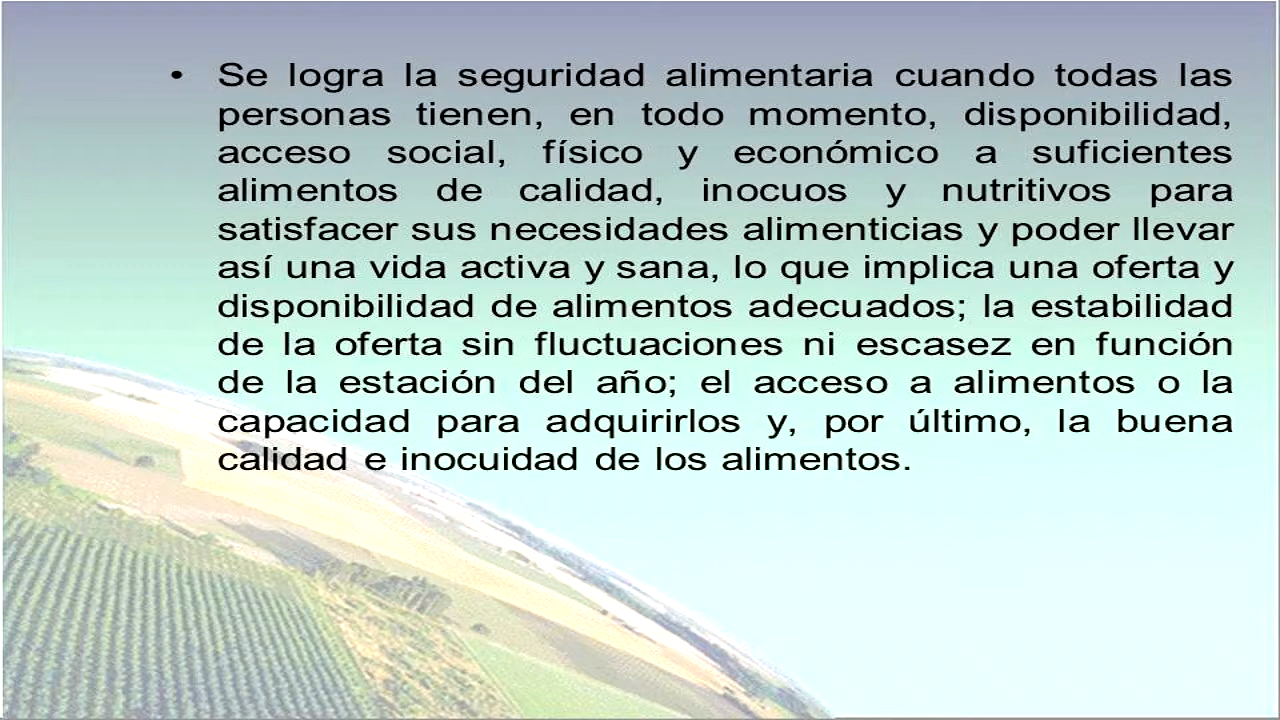 • Se logra la seguridad alimentaria cuando todas las
personas tienen, en todo momento, disponibilidad,
acceso social, físico y económico a suficientes
alimentos de calidad, inocuos y nutritivos para
satisfacer sus necesidades alimenticias y poder llevar
así una vida activa y sana, lo que implica una oferta y
disponibilidad de alimentos adecuados; la estabilidad
de la oferta sin fluctuaciones ni escasez en función
de la estación del año; el acceso a alimentos o la
capacidad para adquirirlos y, por último, la buena
calidad e inocuidad de los alimentos.